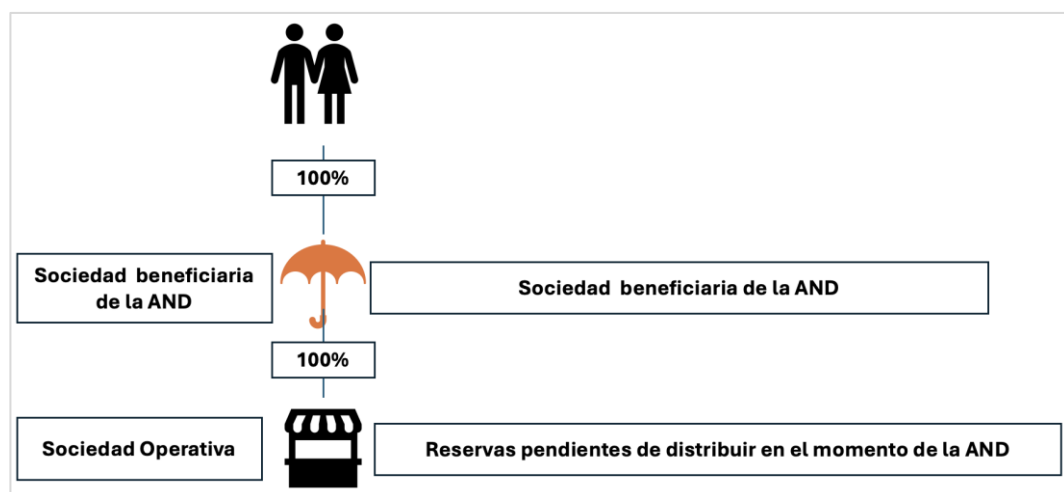 100%
Sociedad beneficiaria
de la AND
Sociedad beneficiaria de la AND
100%
Sociedad Operativa
Reservas pendientes de distribuir en el momento de la AND